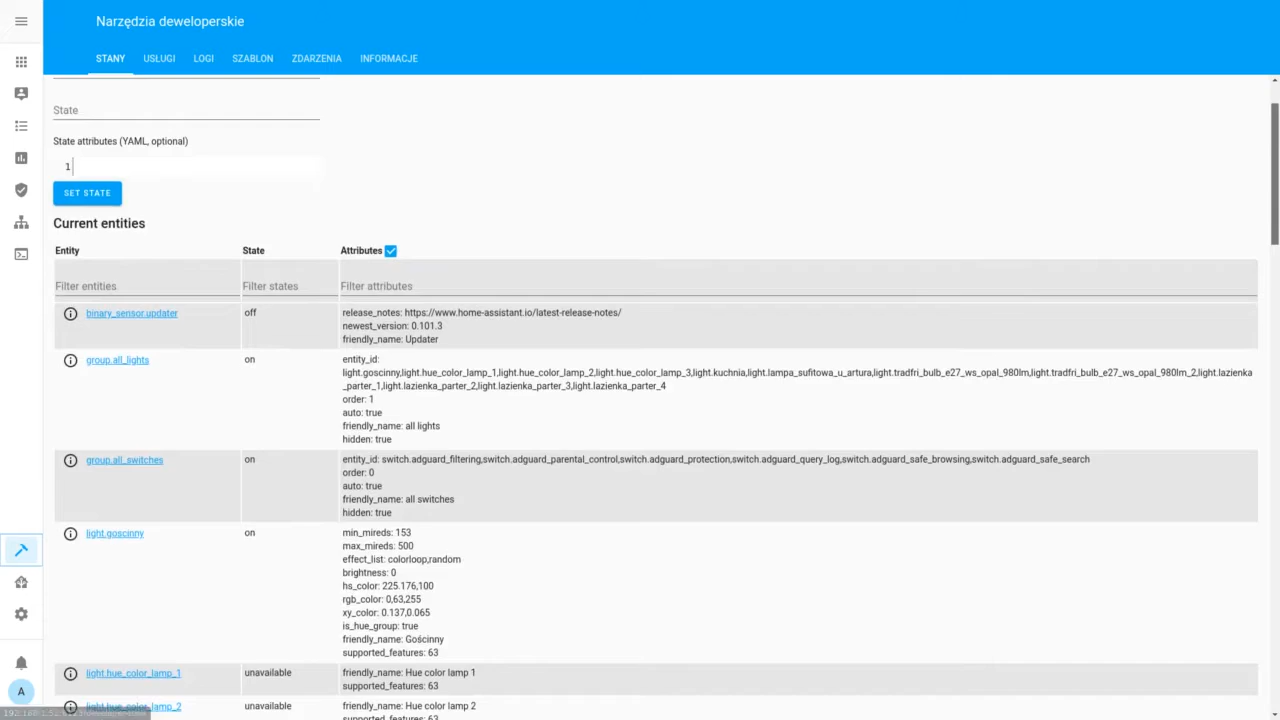 Narzędzia deweloperskie
STANY USŁUGI LOGI SZABLON ZDARZENIA INFORMACJE
State
State attributes (YAML, optional)
1
SET STATE
Current entities
Entity State Attributes
Filter entities Filter states Filter attributes
binary_sensor.updater off release_notes: https://www.home-assistant.io/latest-release-notes/
newest_version: 0.101.3
friendly_name: Updater
group.all_lights on entity_id:
light.goscinny,light.hue_color_lamp_1,light.hue_color_lamp_2,light.hue_color_lamp_3,light.kuchnia,light.lampa_sufitowa_u_artura,light.tradfri_bulb_e27_ws_opal_980lm,light.tradfri_bulb_e27_ws_opal_980lm_2,light.lazienka
_parter_1,light.lazienka_parter_2,light.lazienka_parter_3,light.lazienka_parter_4
order: 1
auto: true
friendly_name: all lights
hidden: true
group.all_switches on entity_id: switch.adguard_filtering,switch.adguard_parental_control,switch.adguard_protection,switch.adguard_query_log,switch.adguard_safe_browsing,switch.adguard_safe_search
order: 0
auto: true
friendly_name: all switches
hidden: true
light.goscinny on min_mireds: 153
max_mireds: 500
effect_list: colorloop,random
brightness: 0
hs_color: 225.176,100
rgb_color: 0,63,255
xy_color: 0.137,0.065
is_hue_group: true
friendly_name: Gościnny
supported_features: 63
light.hue_color_lamp_1 unavailable friendly_name: Hue color lamp 1
supported_features: 63
A
light.hue_color_lamp_2 unavailable friendly_name: Hue color lamp 2
supported_features: 63